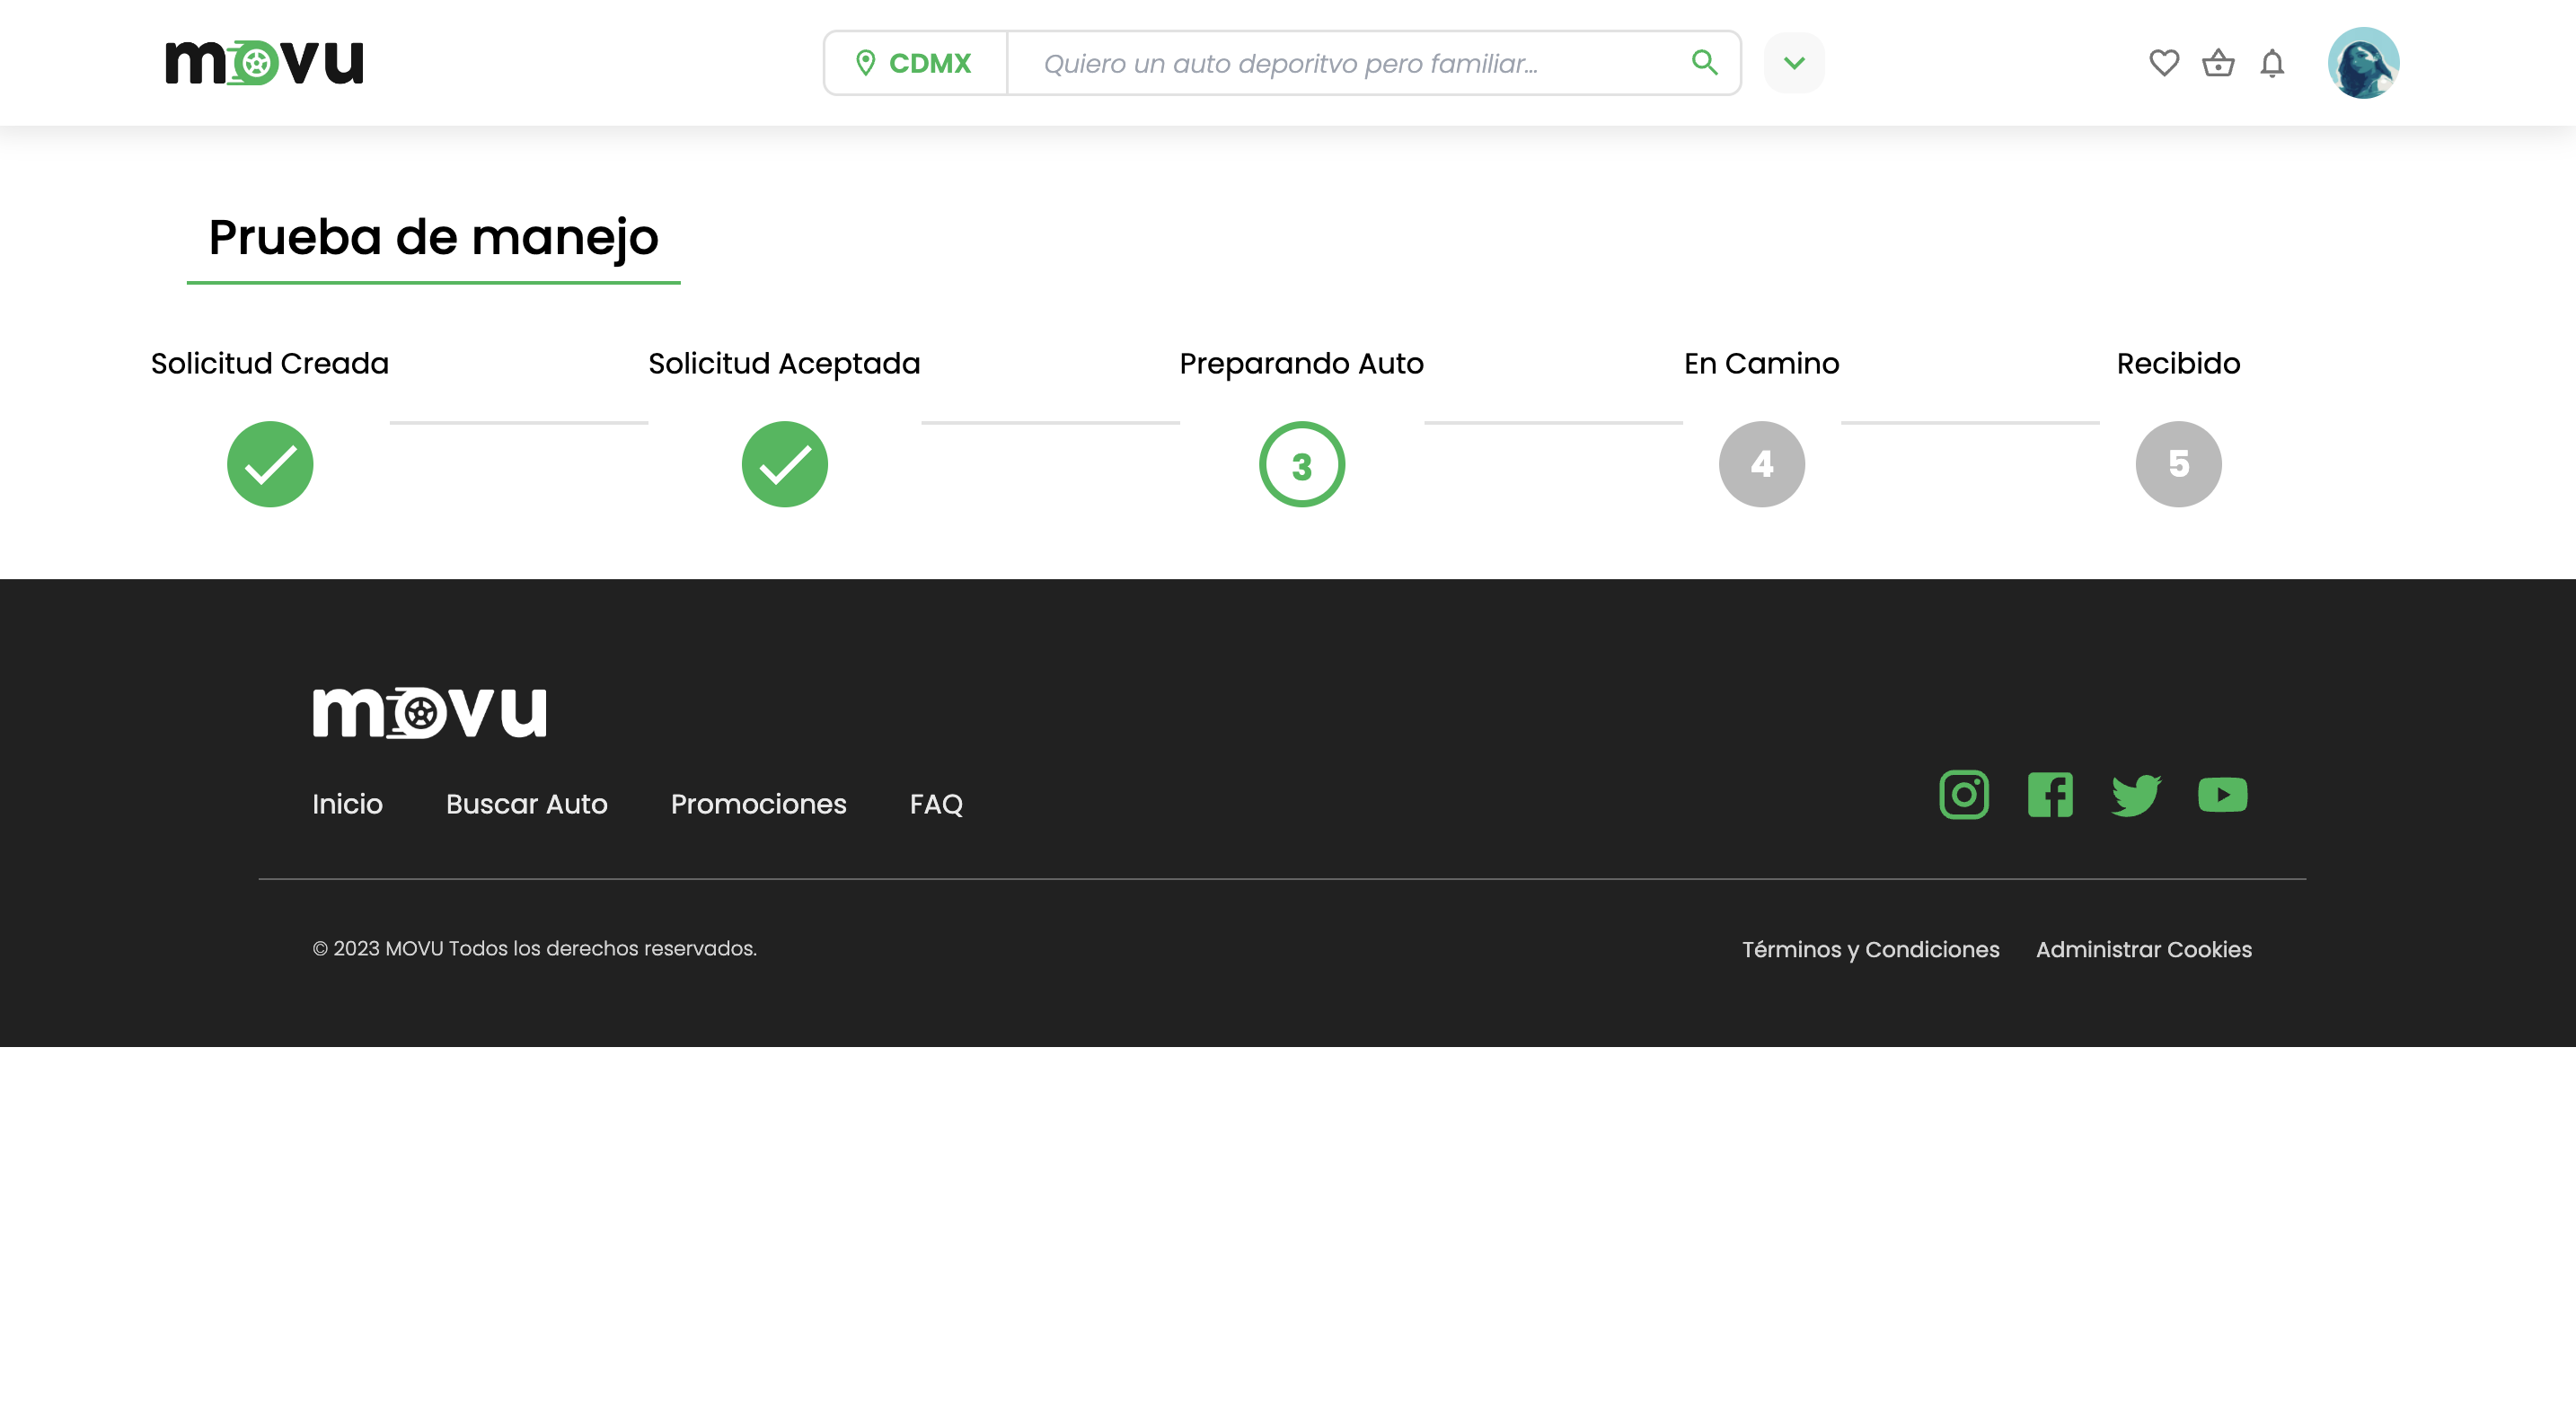 movu
CDMX
Quiero un auto deporitvo pero familiar...
Prueba de manejo
Solicitud Creada
Solicitud Aceptada
Preparando Auto
En Camino
Recibido
3
4
5
movu
Inicio
Buscar Auto
Promociones
FAQ
© 2023 MOVU Todos los derechos reservados.
Términos y Condiciones
Administrar Cookies